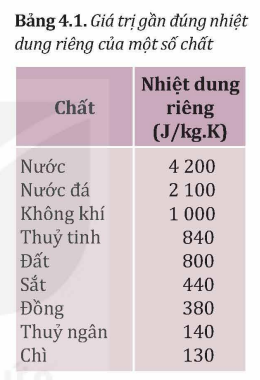 Bảng 4.1. Giá trị gần đúng nhiệt
dung riêng của một số chất
Chất
Nhiệt dung
riêng
(J/kg.K)
Nước 4 200
Nước đá 2 100
Không khí 1 000
Thuỷ tinh 840
Đất 800
Sắt 440
Đồng 380
Thuỷ ngân 140
Chì 130